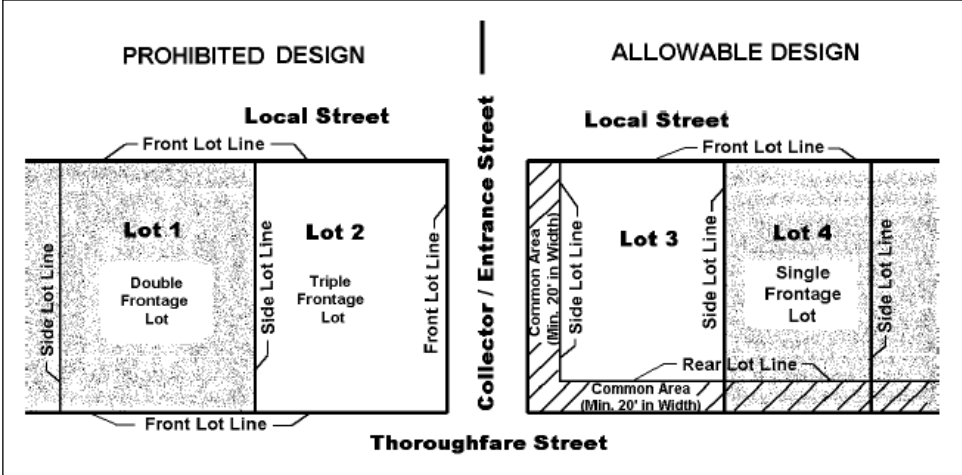 PROHIBITED DESIGN
ALLOWABLE DESIGN
Local Street
Front Lot Line
Lot 1
Double
Frontage
Lot
Lot 2
Triple
Frontage
Lot
Side Lot Line
Side Lot Line
Front Lot Line
Front Lot Line
Collector / Entrance Street
Local Street
Front Lot Line
Common Area
(Min. 20' in Width)
Side Lot Line
Lot 3
Side Lot Line
Lot 4
Single
Frontage
Lot
Side Lot Line
Rear Lot Line
Common Area
(Min. 20' in Width)
Thoroughfare Street